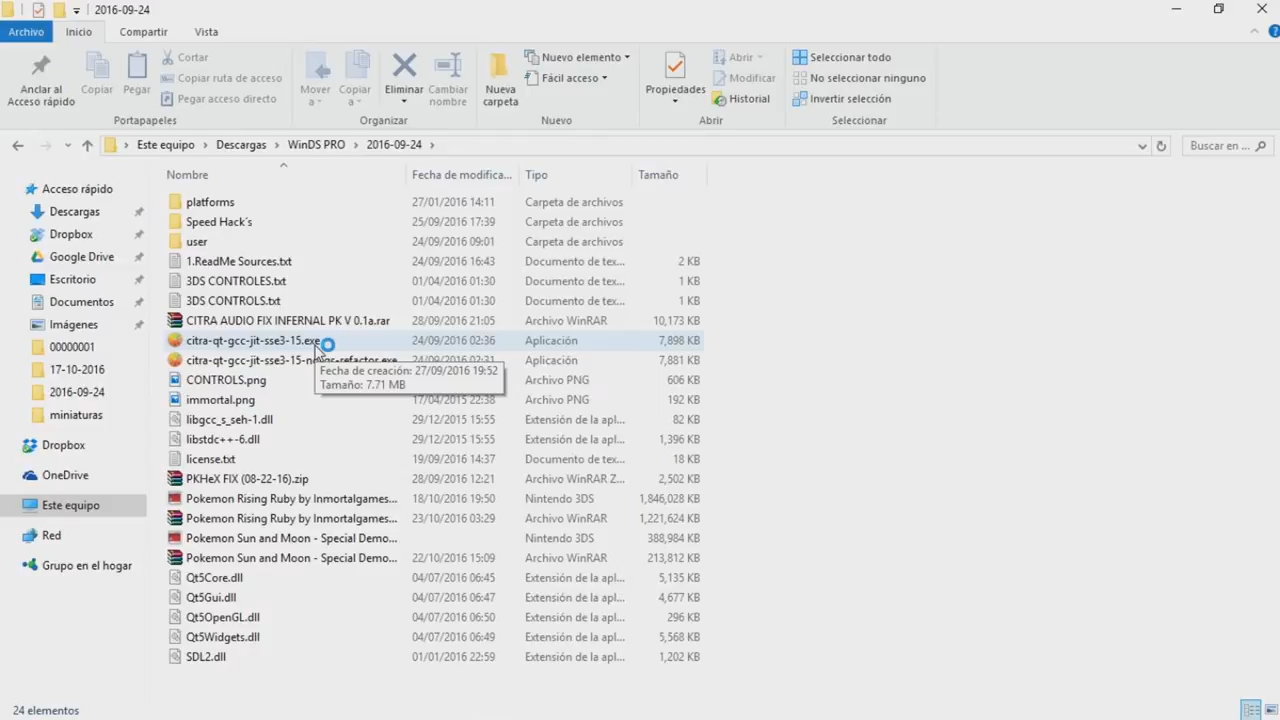 2016-09-24
Archivo Inicio Compartir Vista
Anclar al Acceso rápido
Copiar
Pegar
Cortar
Copiar ruta de acceso
Pegar acceso directo
Portapapeles
Mover a
Copiar a
Eliminar
Cambiar nombre
Organizar
Nueva carpeta
Nuevo elemento
Fácil acceso
Nuevo
Propiedades
Abrir
Modificar
Historial
Abrir
Seleccionar todo
No seleccionar ninguno
Invertir selección
Seleccionar
Este equipo > Descargas > WinDS PRO > 2016-09-24 >
Buscar en ...
Acceso rápido
Descargas
Dropbox
Google Drive
Escritorio
Documentos
Imágenes
00000001
17-10-2016
2016-09-24
miniaturas
Dropbox
OneDrive
Este equipo
Red
Grupo en el hogar
Nombre Fecha de modifica... Tipo Tamaño
platforms 27/01/2016 14:11 Carpeta de archivos
Speed Hack´s 25/09/2016 17:39 Carpeta de archivos
user 24/09/2016 09:01 Carpeta de archivos
1.ReadMe Sources.txt 24/09/2016 16:43 Documento de tex... 2 KB
3DS CONTROLES.txt 01/04/2016 01:30 Documento de tex... 1 KB
3DS CONTROLS.txt 01/04/2016 01:30 Documento de tex... 1 KB
CITRA AUDIO FIX INFERNAL PK V 0.1a.rar 28/09/2016 21:05 Archivo WinRAR 10,173 KB
citra-qt-gcc-jit-sse3-15.exe 24/09/2016 02:36 Aplicación 7,898 KB
citra-qt-gcc-jit-sse3-15-new-gs-refactor.exe 24/09/2016 02:31 Aplicación 7,881 KB
Fecha de creación: 27/09/2016 19:52
Tamaño: 7.71 MB
CONTROLS.png Archivo PNG 606 KB
immortal.png 17/04/2015 22:38 Archivo PNG 192 KB
libgcc_s_seh-1.dll 29/12/2015 15:55 Extensión de la apl... 82 KB
libstdc++-6.dll 29/12/2015 15:55 Extensión de la apl... 1,396 KB
license.txt 19/09/2016 14:37 Documento de tex... 18 KB
PKHeX FIX (08-22-16).zip 28/09/2016 12:21 Archivo WinRAR Z... 2,502 KB
Pokemon Rising Ruby by Inmortalgames... 18/10/2016 19:50 Nintendo 3DS 1,846,028 KB
Pokemon Rising Ruby by Inmortalgames... 23/10/2016 03:29 Archivo WinRAR 1,221,624 KB
Pokemon Sun and Moon - Special Demo... Nintendo 3DS 388,984 KB
Pokemon Sun and Moon - Special Demo... 22/10/2016 15:09 Archivo WinRAR 213,812 KB
Qt5Core.dll 04/07/2016 06:45 Extensión de la apl... 5,135 KB
Qt5Gui.dll 04/07/2016 06:47 Extensión de la apl... 4,677 KB
Qt5OpenGL.dll 04/07/2016 06:50 Extensión de la apl... 296 KB
Qt5Widgets.dll 04/07/2016 06:49 Extensión de la apl... 5,568 KB
SDL2.dll 01/01/2016 22:59 Extensión de la apl... 1,202 KB
24 elementos